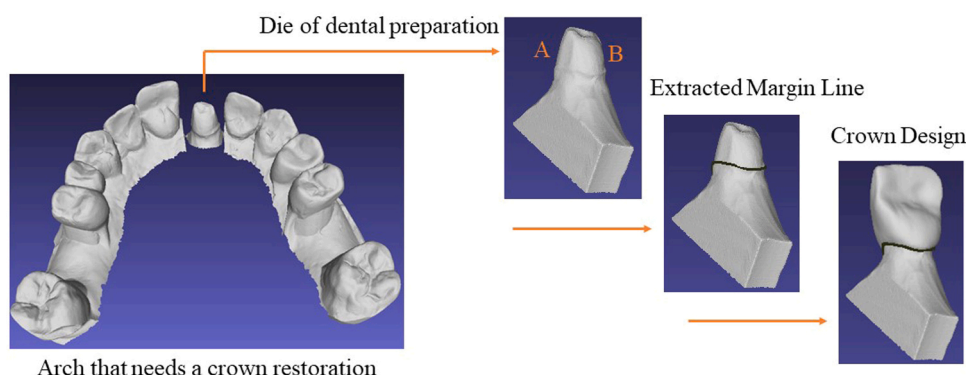 Die of dental preparation
A B
Extracted Margin Line
Crown Design
Arch that needs a crown restoration